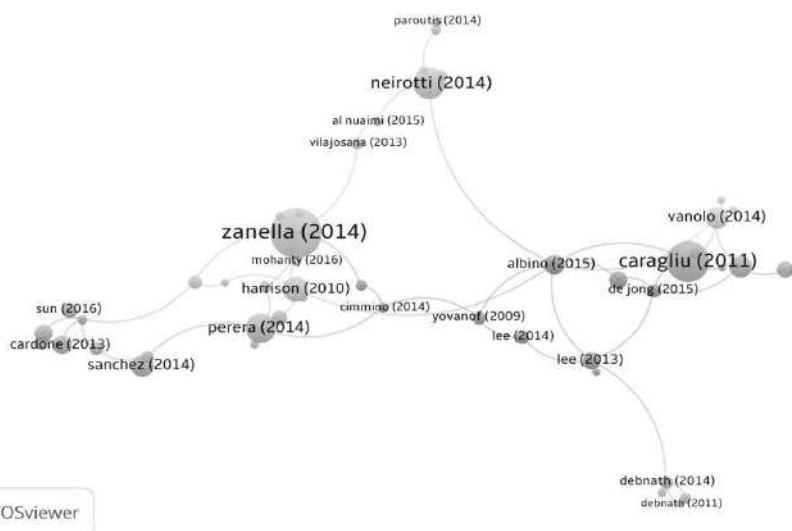 paroutis (2014)
neirotti (2014)
al nuaimi (2015)
vilajosana (2013)
zanella (2014)
vanolo (2014)
mohanty (2016)
albino (2015)
caragliu (2011)
harrison (2010)
de jong (2015)
sun (2016)
cimmino (2014)
yovanof (2009)
perera (2014)
cardone (2013)
lee (2014)
sanchez (2014)
lee (2013)
debnath (2014)
debnath (2011)
OSviewer